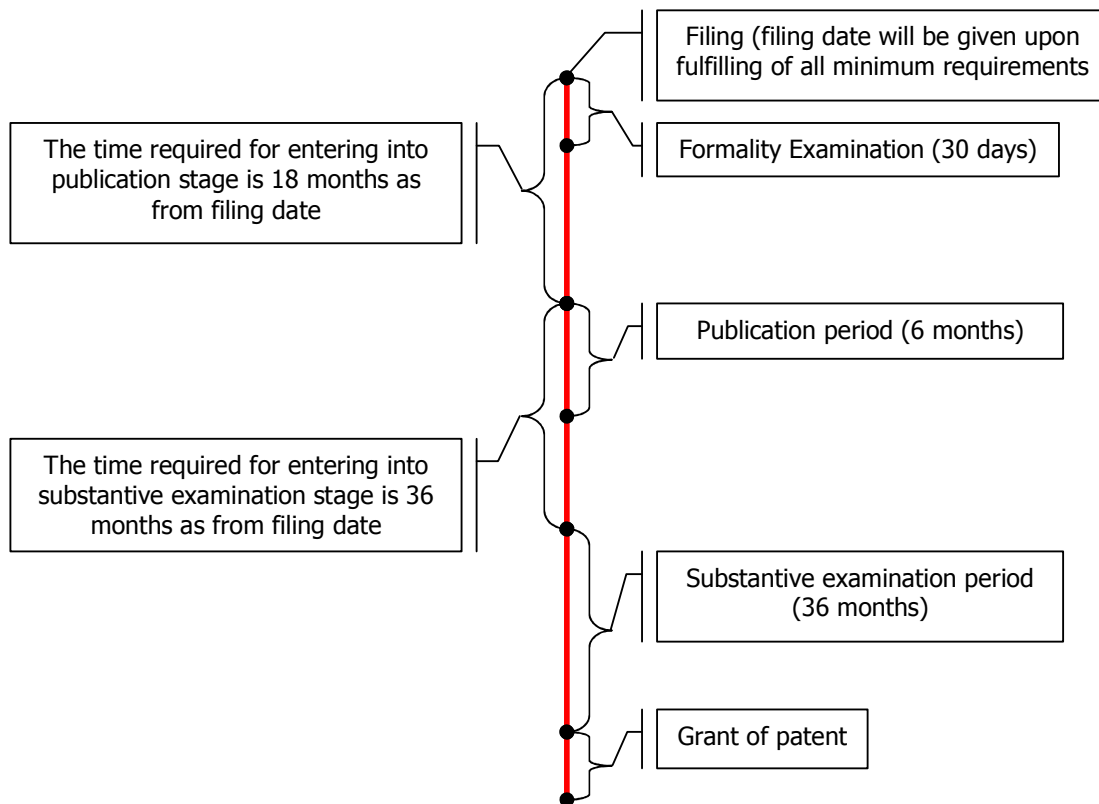 Filing (filing date will be given upon
fulfilling of all minimum requirements
The time required for entering into
publication stage is 18 months as
from filing date
Formality Examination (30 days)
Publication period (6 months)
The time required for entering into
substantive examination stage is 36
months as from filing date
Substantive examination period
(36 months)
Grant of patent